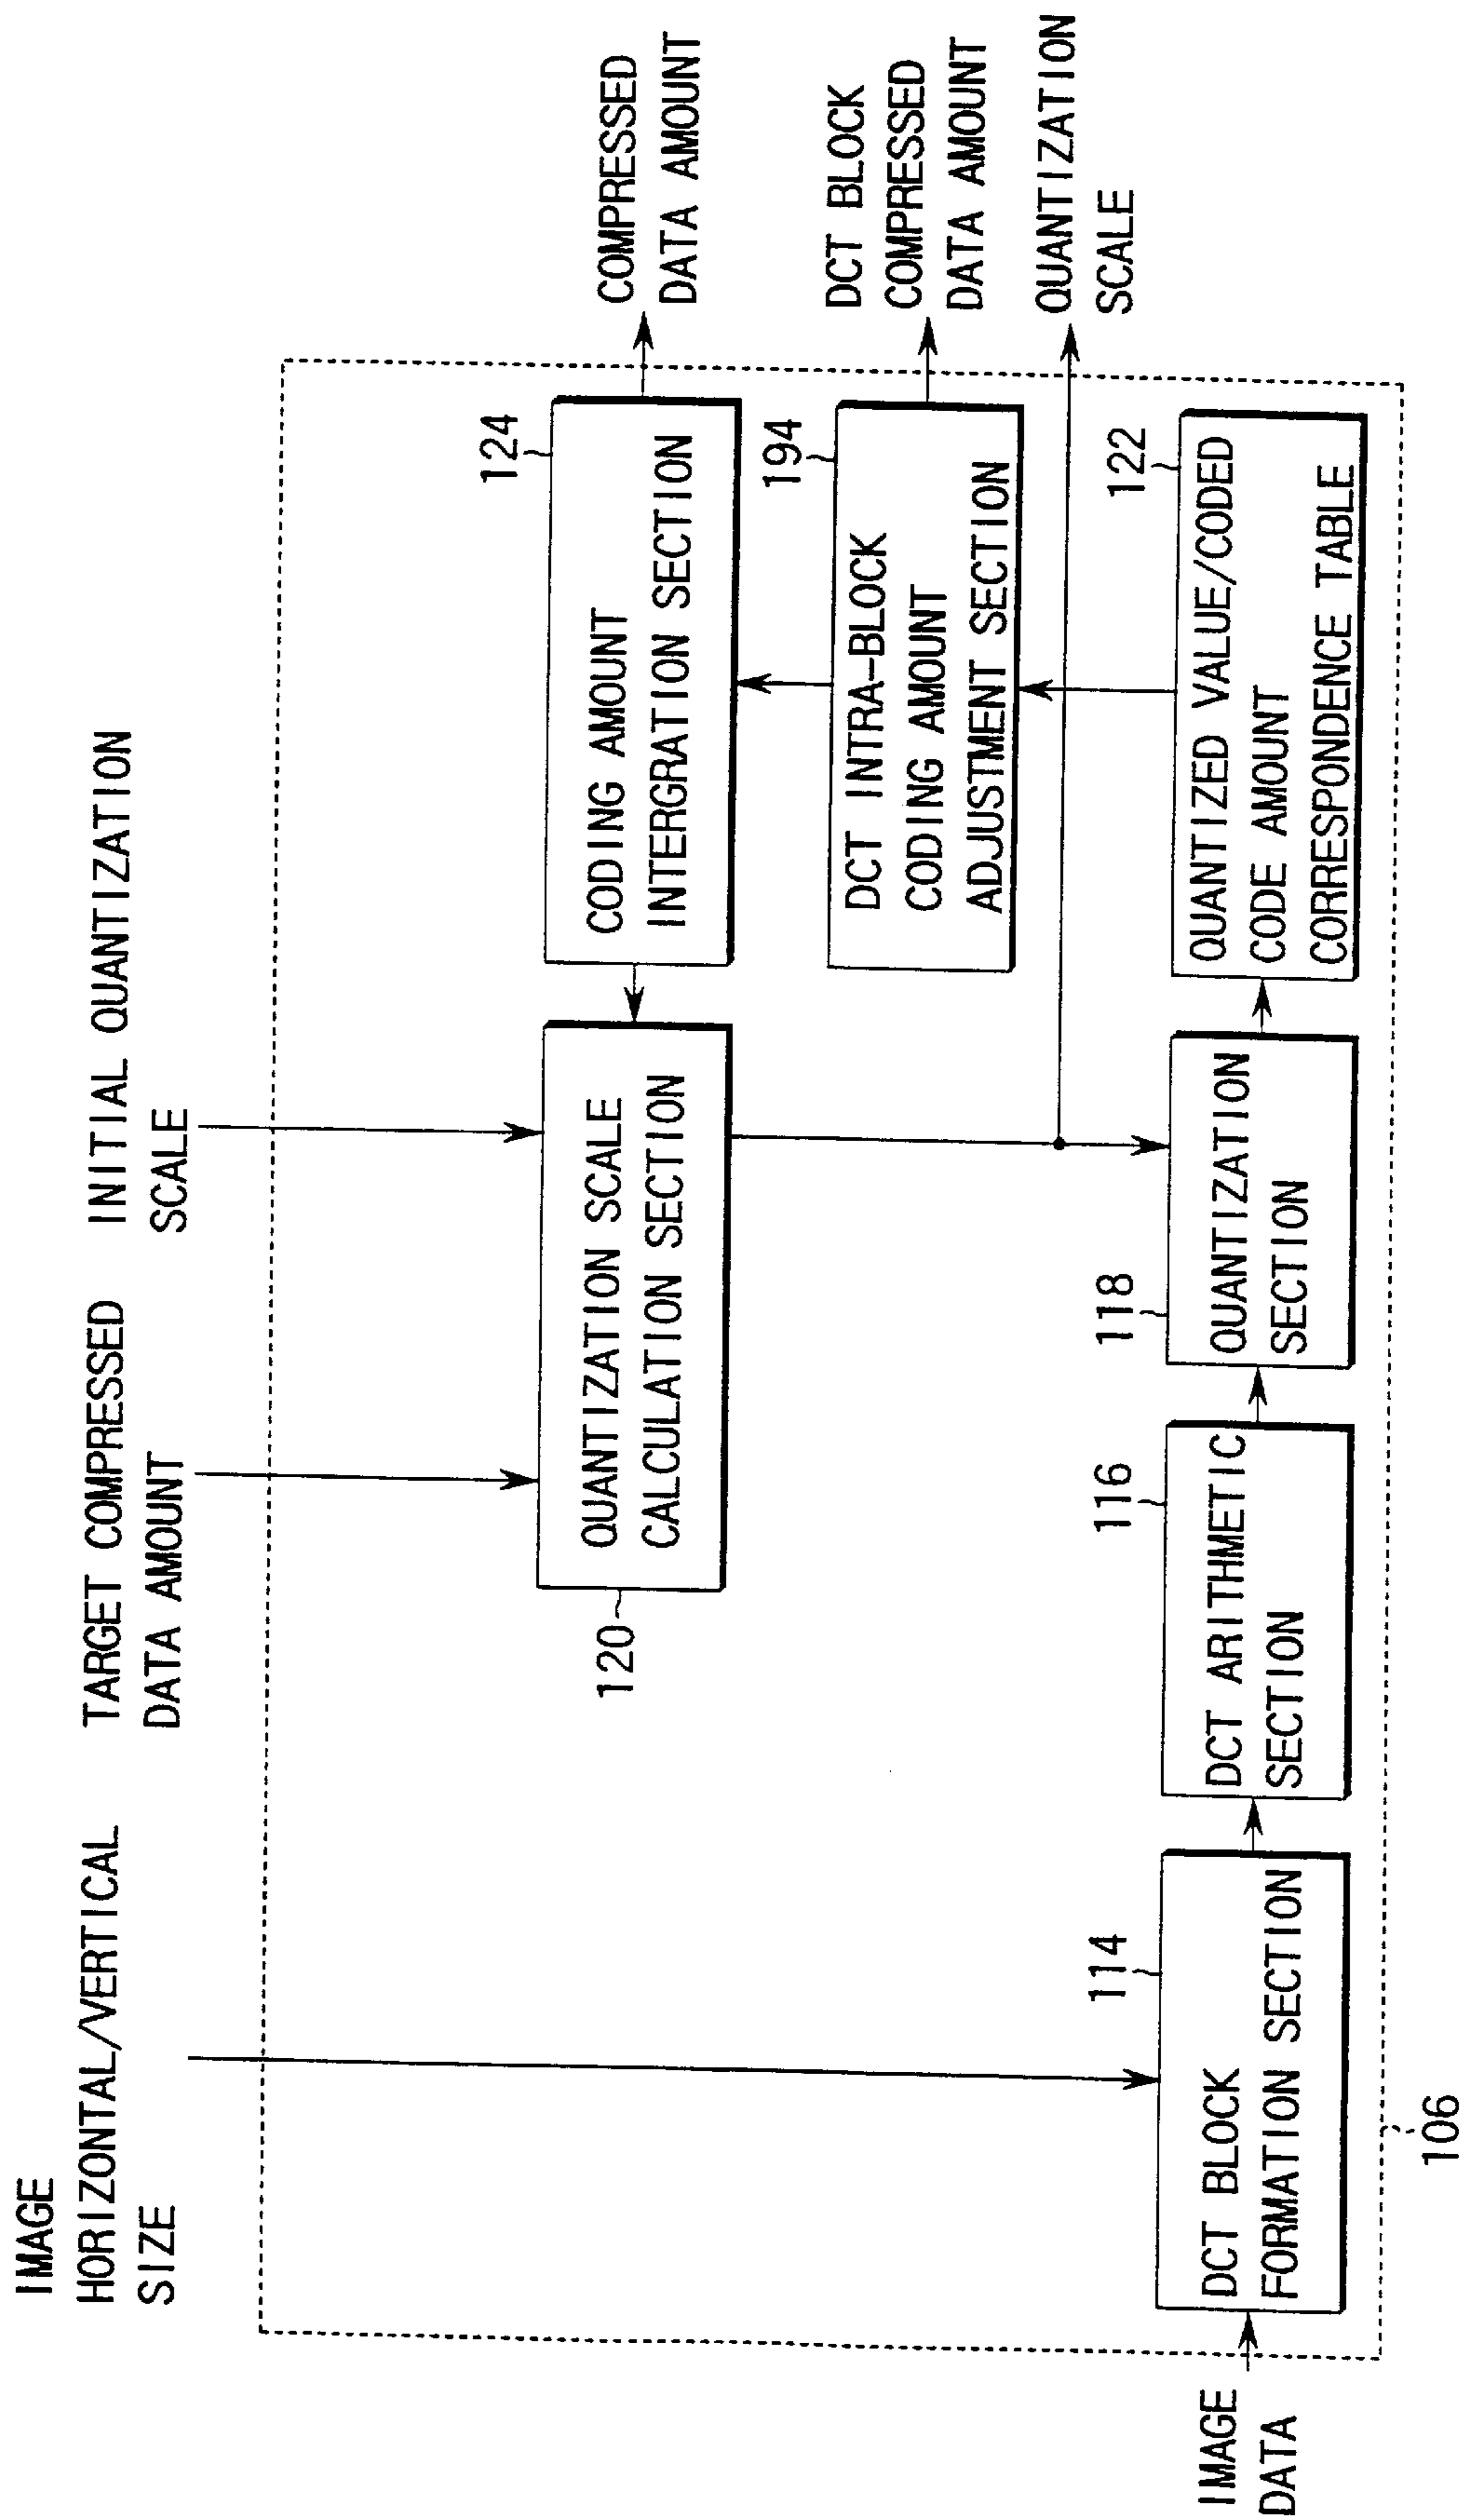 IMAGE
HORIZONTAL/VERTICAL
SIZE
TARGET COMPRESSED
DATA AMOUNT
INITIAL QUANTIZATION
SCALE
120
QUANTIZATION SCALE
CALCULATION SECTION
124
CODING AMOUNT
INTERGRATION SECTION
COMPRESSED
DATA AMOUNT
194
DCT INTRA-BLOCK
CODING AMOUNT
ADJUSTMENT SECTION
DCT BLOCK
COMPRESSED
DATA AMOUNT
QUANTIZATION
SCALE
IMAGE
DATA
114
DCT BLOCK
FORMATION SECTION
116
DCT ARITHMETIC
SECTION
118
QUANTIZATION
SECTION
122
QUANTIZED VALUE/CODED
CODE AMOUNT
CORRESPONDENCE TABLE
106